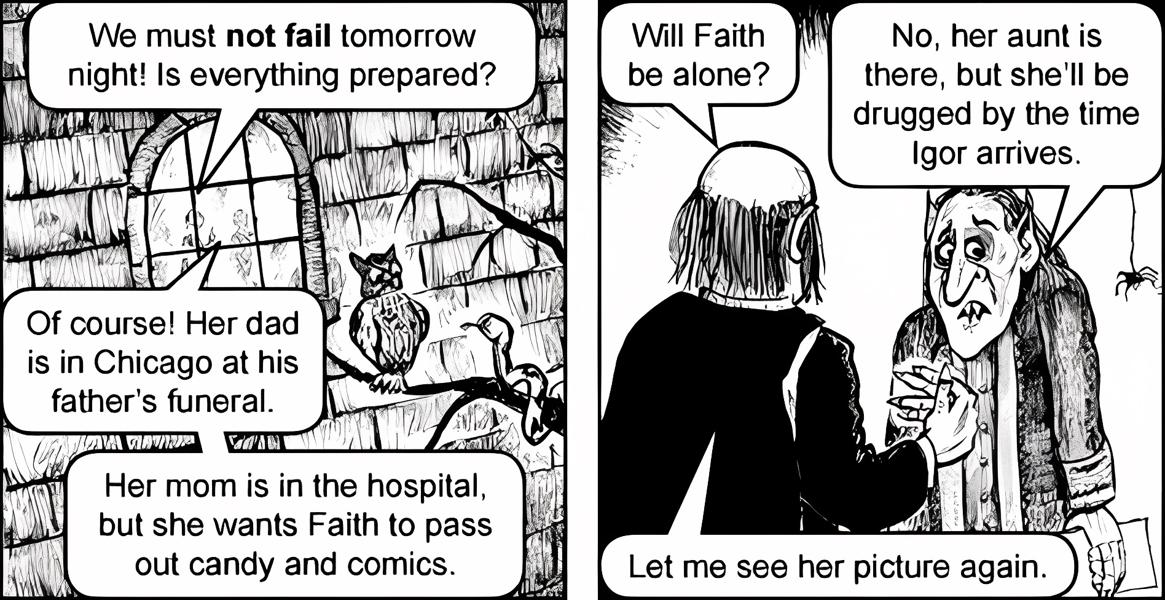 We must not fail tomorrow
night! Is everything prepared?
Of course! Her dad
is in Chicago at his
father's funeral.
Her mom is in the hospital,
but she wants Faith to pass
out candy and comics.
Will Faith
be alone?
No, her aunt is
there, but she'll be
drugged by the time
Igor arrives.
Let me see her picture again.